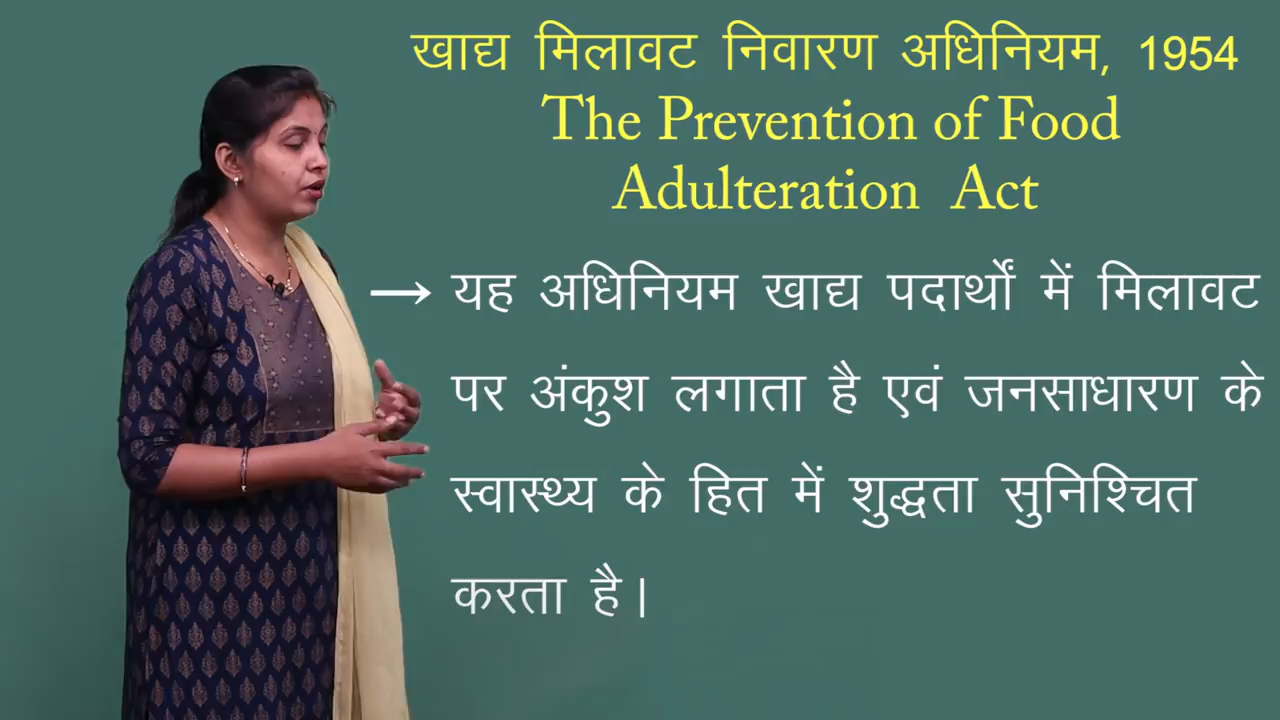 खाद्य मिलावट निवारण अधिनियम, 1954
The Prevention of Food
Adulteration Act
→ यह अधिनियम खाद्य पदार्थों में मिलावट
पर अंकुश लगाता है एवं जनसाधारण के
स्वास्थ्य के हित में शुद्धता सुनिश्चित
करता है।